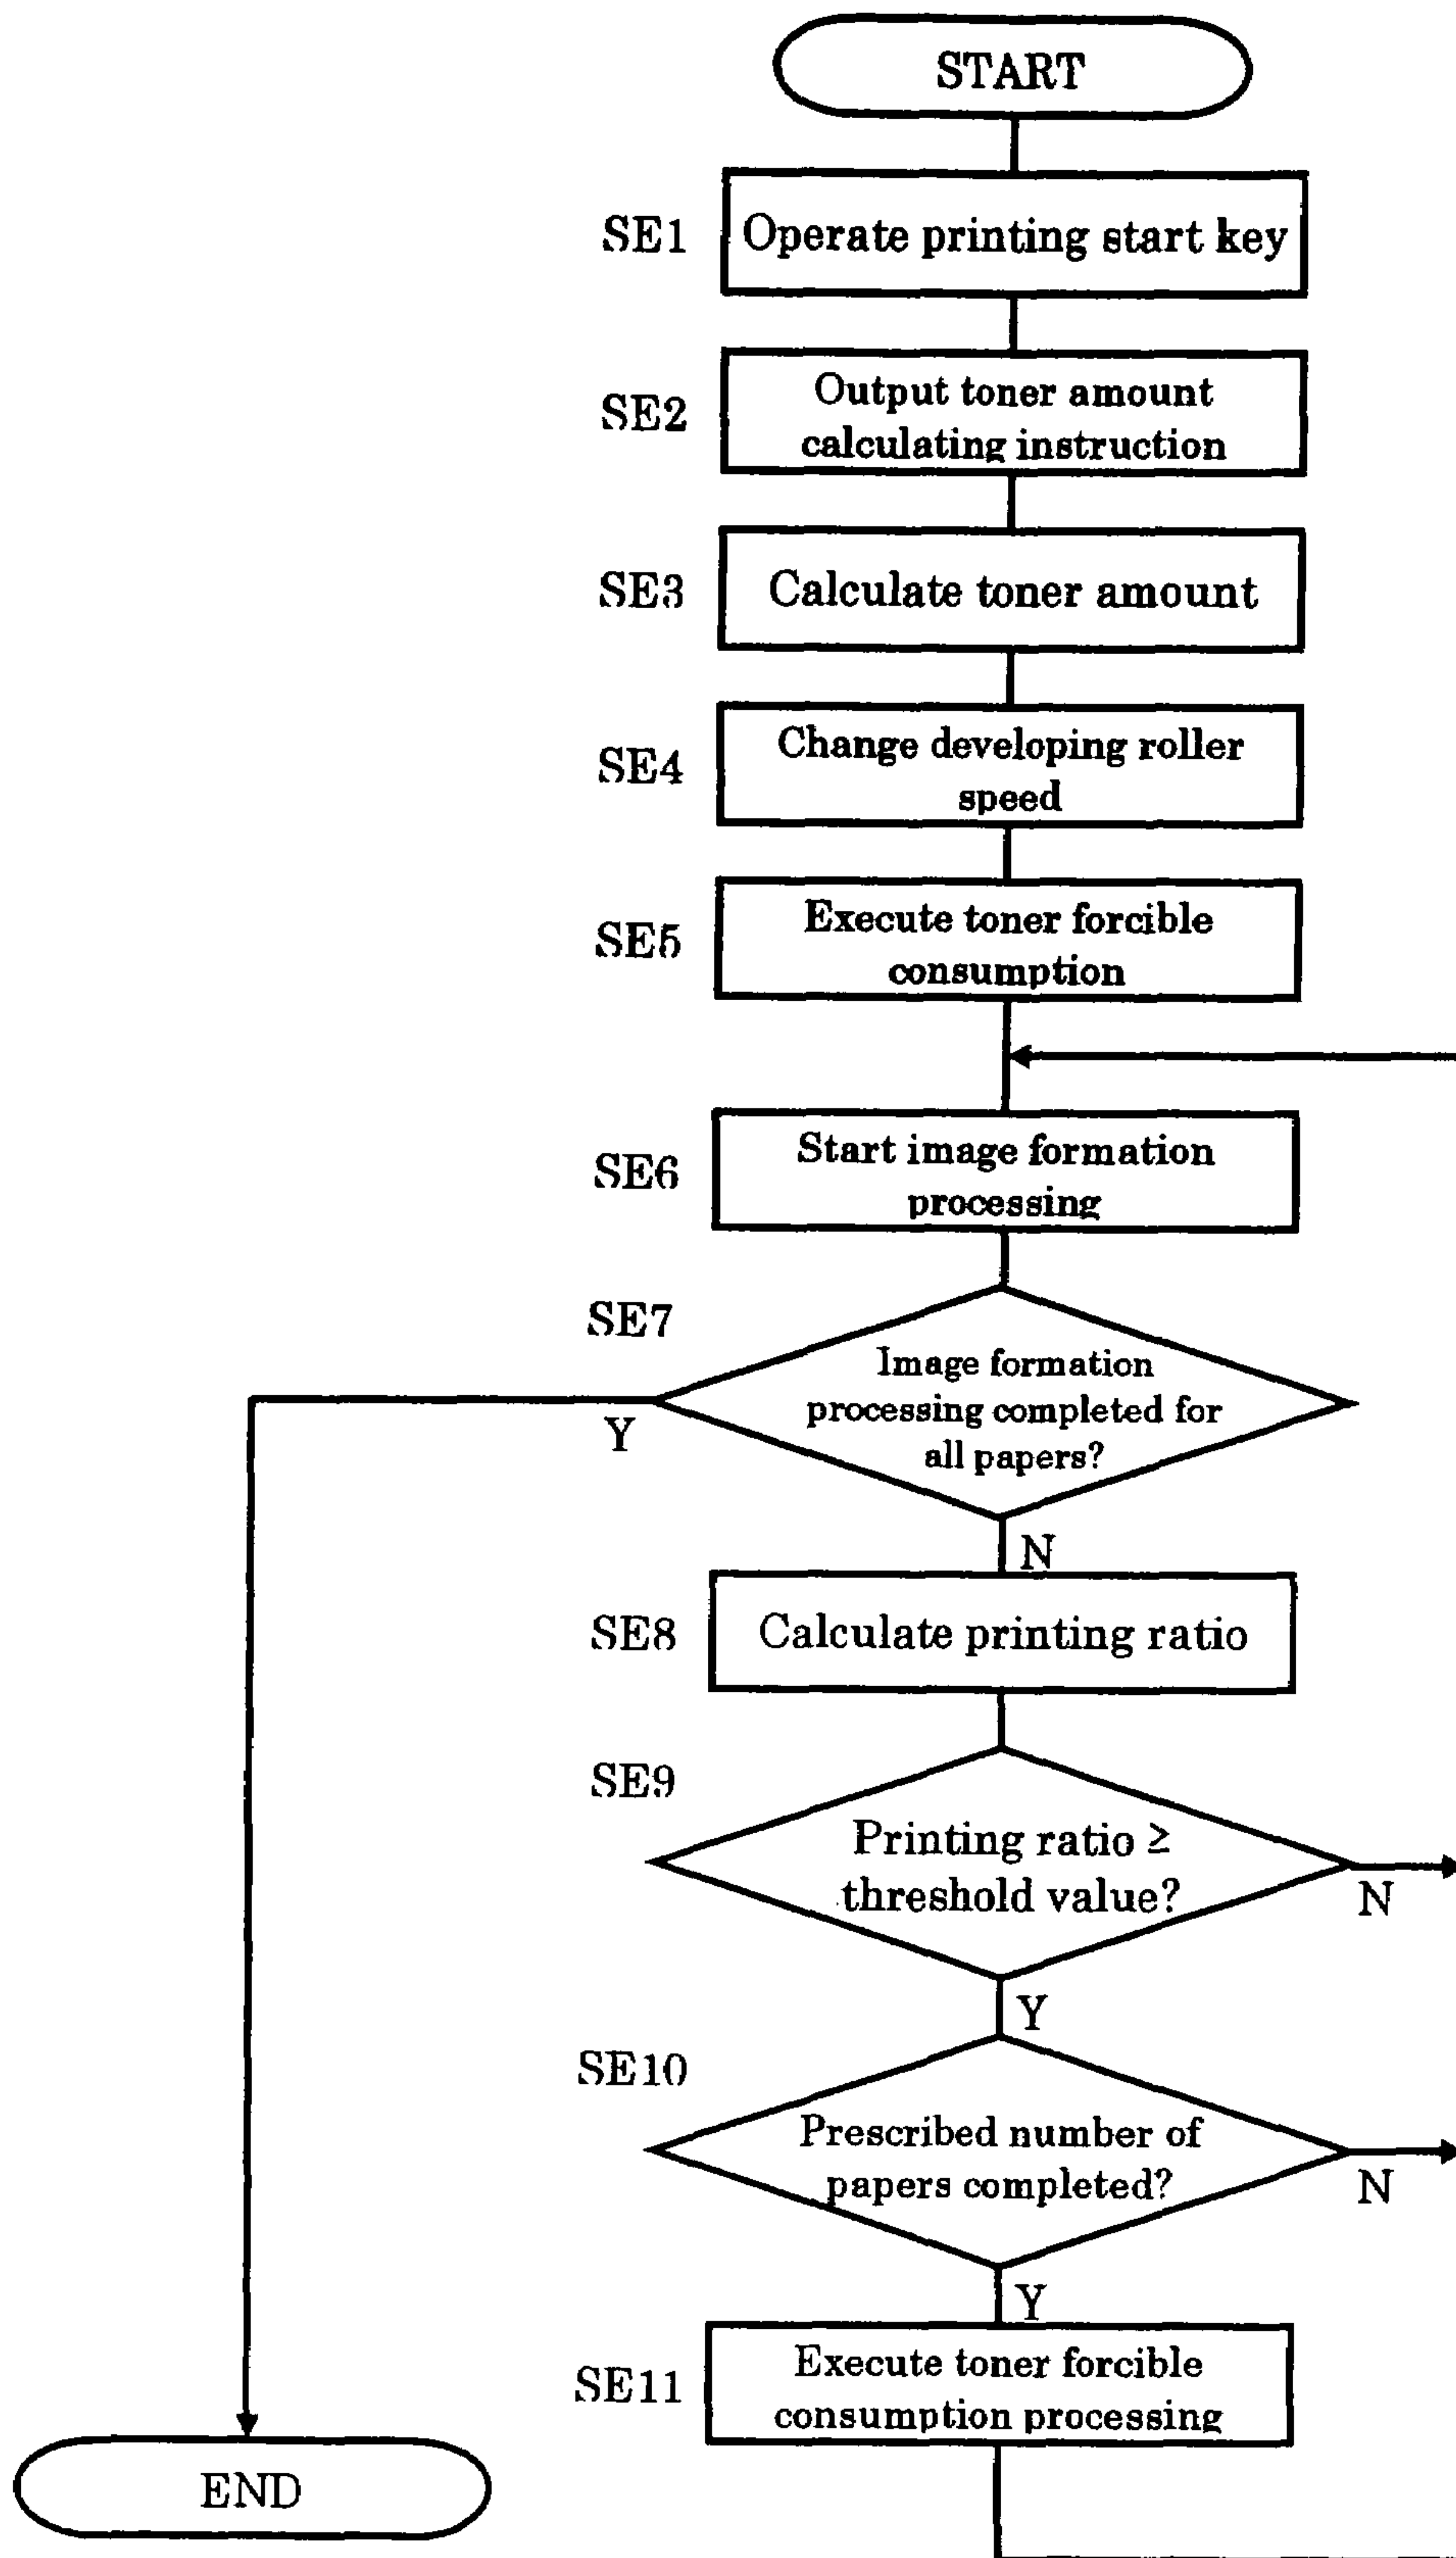 START
SE1
Operate printing start key
SE2
Output toner amount
calculating instruction
SE3
Calculate toner amount
SE4
Change developing roller
speed
SE5
Execute toner forcible
consumption
SE6
Start image formation
processing
SE7
Image formation
processing completed for
all papers?
Y
N
SE8
Calculate printing ratio
SE9
Printing ratio ≥
threshold value?
N
Y
SE10
Prescribed number of
papers completed?
N
Y
SE11
Execute toner forcible
consumption processing
END